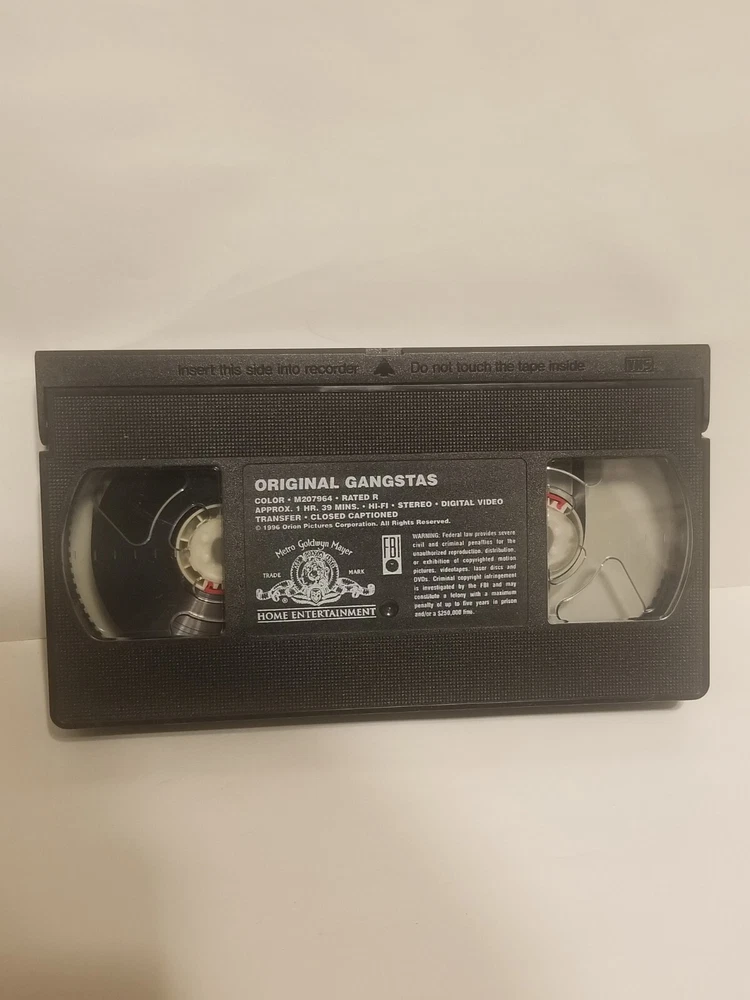 Insert this side into recorder Do not touch the tape inside VHS
ORIGINAL GANGSTAS
COLOR • M207964 • RATED R
APPROX. 1 HR. 39 MINS. • HI-FI • STEREO • DIGITAL VIDEO
TRANSFER • CLOSED CAPTIONED
© 1996 Orion Pictures Corporation. All Rights Reserved.
Metro Goldwyn Mayer
TRADE MARK
®
HOME ENTERTAINMENT
FBI
WARNING: Federal law provides severe
civil and criminal penalties for the
unauthorized reproduction, distribution,
or exhibition of copyrighted motion
pictures, videotapes, laser discs and
DVDs. Criminal copyright infringement
is investigated by the FBI and may
constitute a felony with a maximum
penalty of up to five years in prison
and/or a $250,000 fine.